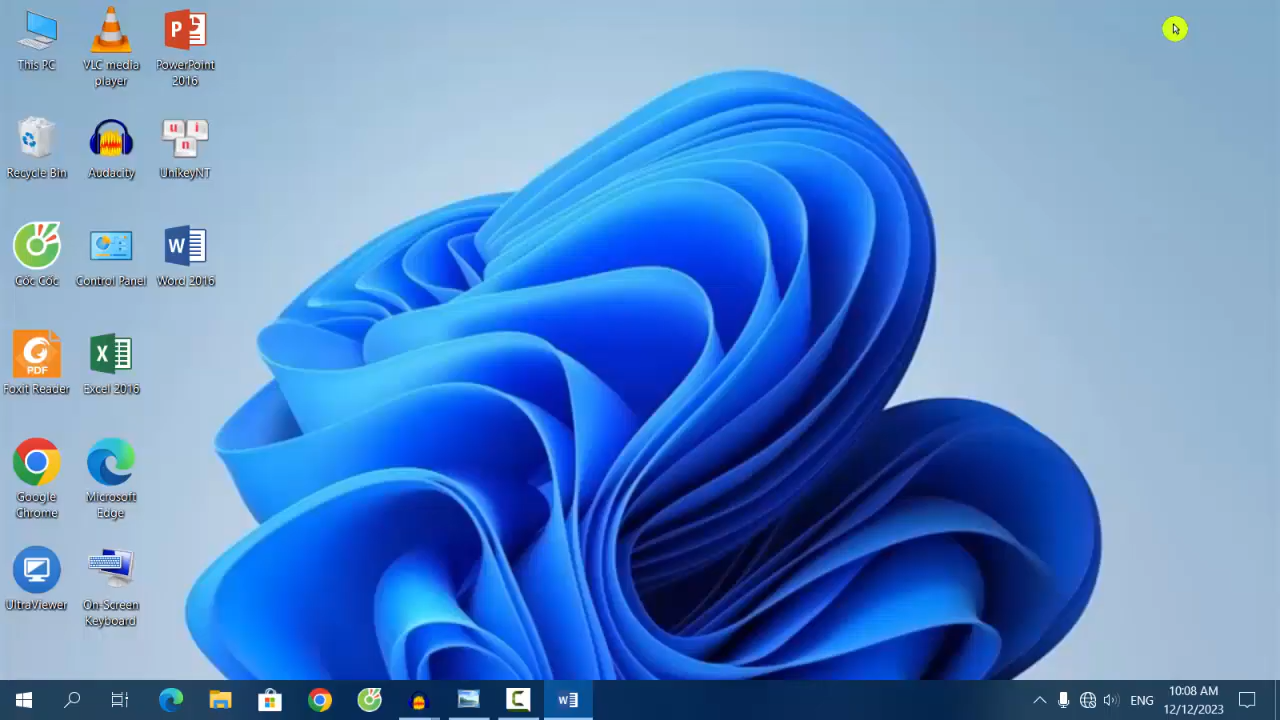 This PC
VLC media
player
PowerPoint
2016
Recycle Bin
Audacity
UnikeyNT
Cốc Cốc
Control Panel
Word 2016
Foxit Reader
Excel 2016
Google
Chrome
Microsoft
Edge
UltraViewer
On-Screen
Keyboard
ENG
10:08 AM
12/12/2023